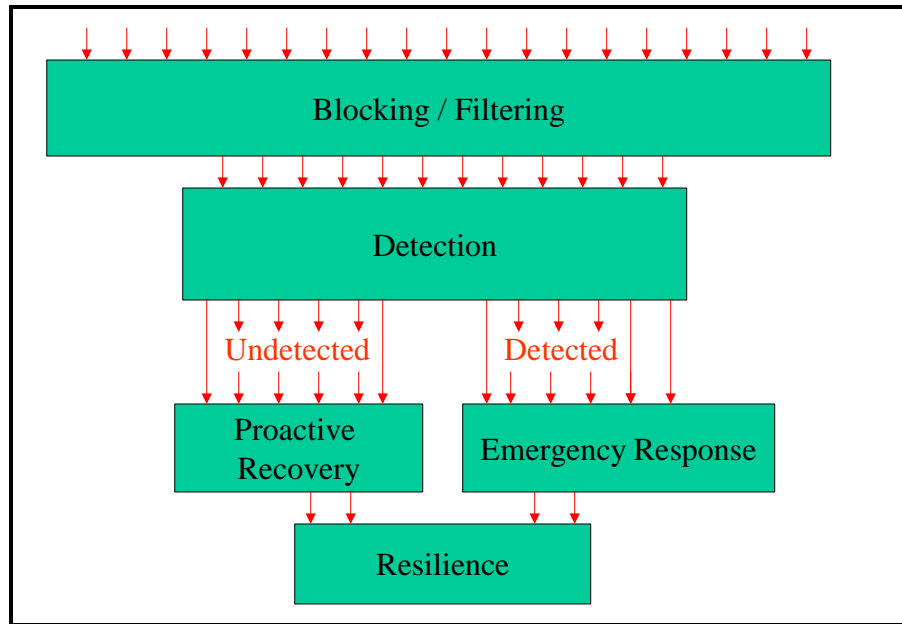 Blocking / Filtering
Detection
Undetected
Detected
Proactive
Recovery
Emergency Response
Resilience